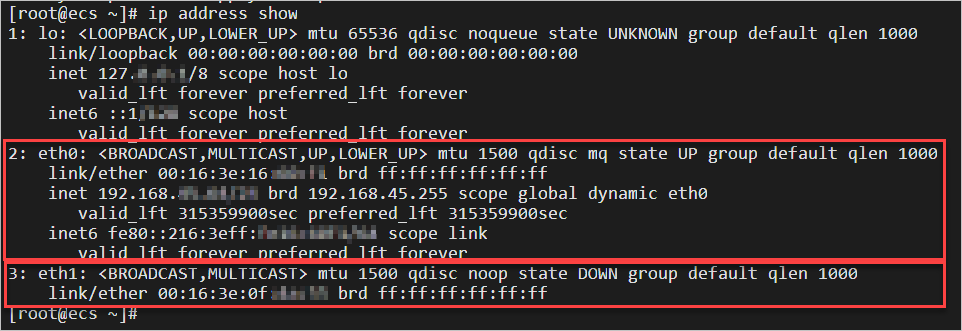 [root@ecs ~]# ip address show
1: lo: <LOOPBACK,UP,LOWER_UP> mtu 65536 qdisc noqueue state UNKNOWN group default qlen 1000
link/loopback 00:00:00:00:00:00 brd 00:00:00:00:00:00
inet 127. /8 scope host lo
valid_lft forever preferred_lft forever
inet6 ::1 scope host
valid_lft forever preferred_lft forever
2: eth0: <BROADCAST,MULTICAST,UP,LOWER_UP> mtu 1500 qdisc mq state UP group default qlen 1000
link/ether 00:16:3e:16 brd ff:ff:ff:ff:ff:ff
inet 192.168. brd 192.168.45.255 scope global dynamic eth0
valid_lft 315359900sec preferred_lft 315359900sec
inet6 fe80::216:3eff: scope link
valid_lft forever preferred_lft forever
3: eth1: <BROADCAST,MULTICAST> mtu 1500 qdisc noop state DOWN group default qlen 1000
link/ether 00:16:3e:0f brd ff:ff:ff:ff:ff:ff
[root@ecs ~]#